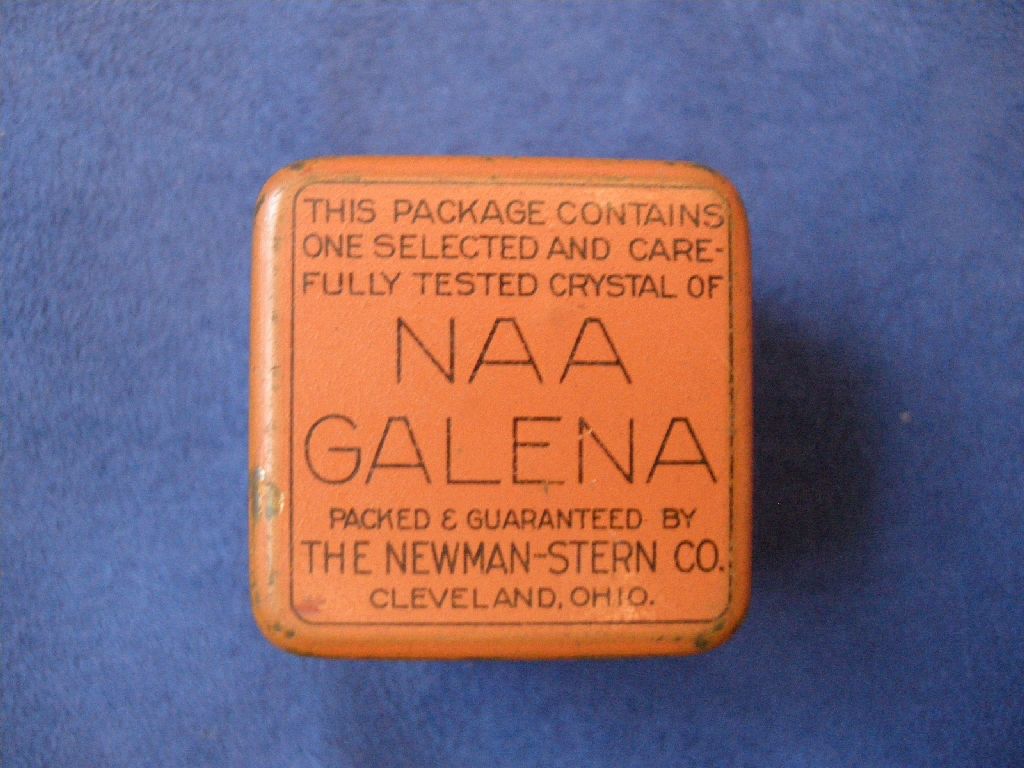 THIS PACKAGE CONTAINS
ONE SELECTED AND CARE-
FULLY TESTED CRYSTAL OF
NAA
GALENA
PACKED & GUARANTEED BY
THE NEWMAN-STERN CO.
CLEVELAND, OHIO.